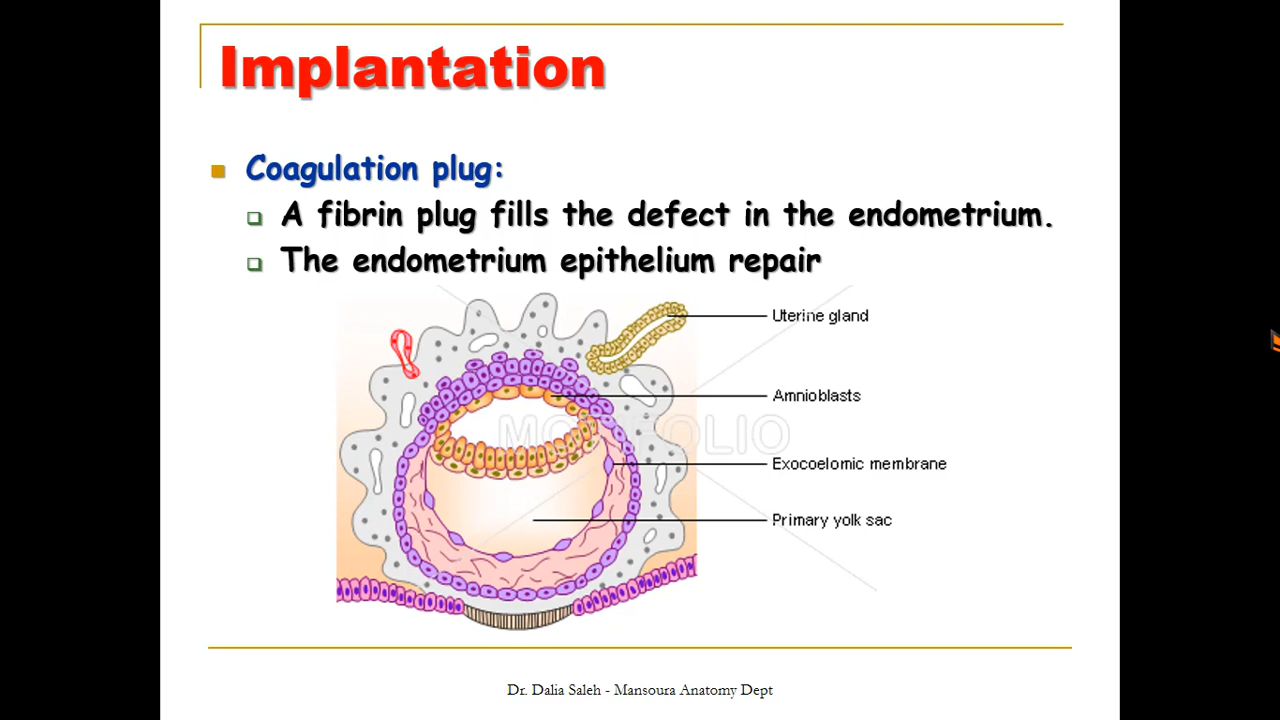 Implantation
Coagulation plug:
A fibrin plug fills the defect in the endometrium.
The endometrium epithelium repair
Uterine gland
Amnioblasts
Exocoelomic membrane
Primary yolk sac
Dr. Dalia Saleh - Mansoura Anatomy Dept